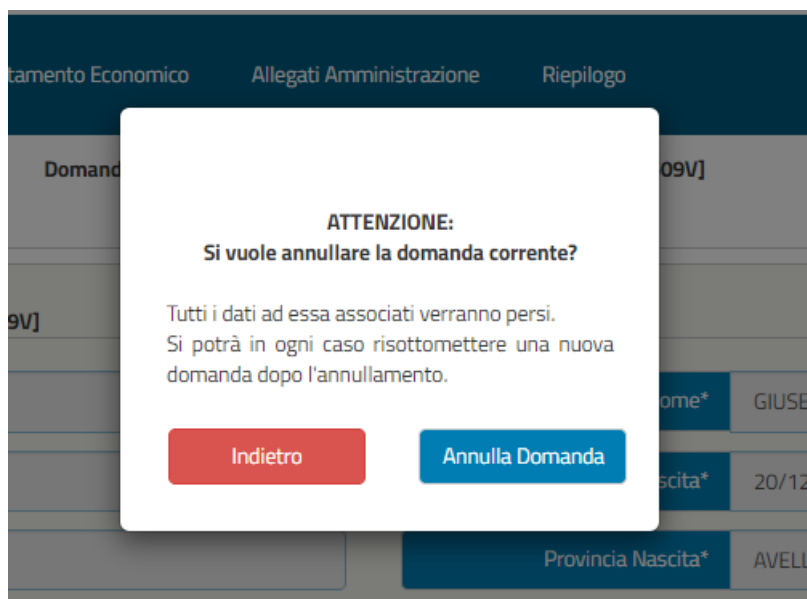 tamento Economico Allegati Amministrazione Riepilogo
Domand 09V]
ATTENZIONE:
Si vuole annullare la domanda corrente?
9V]
Tutti i dati ad essa associati verranno persi.
Si potrà in ogni caso risottomettere una nuova
domanda dopo l'annullamento.
ome* GIUSE
Indietro Annulla Domanda
scita* 20/12
Provincia Nascita* AVELL